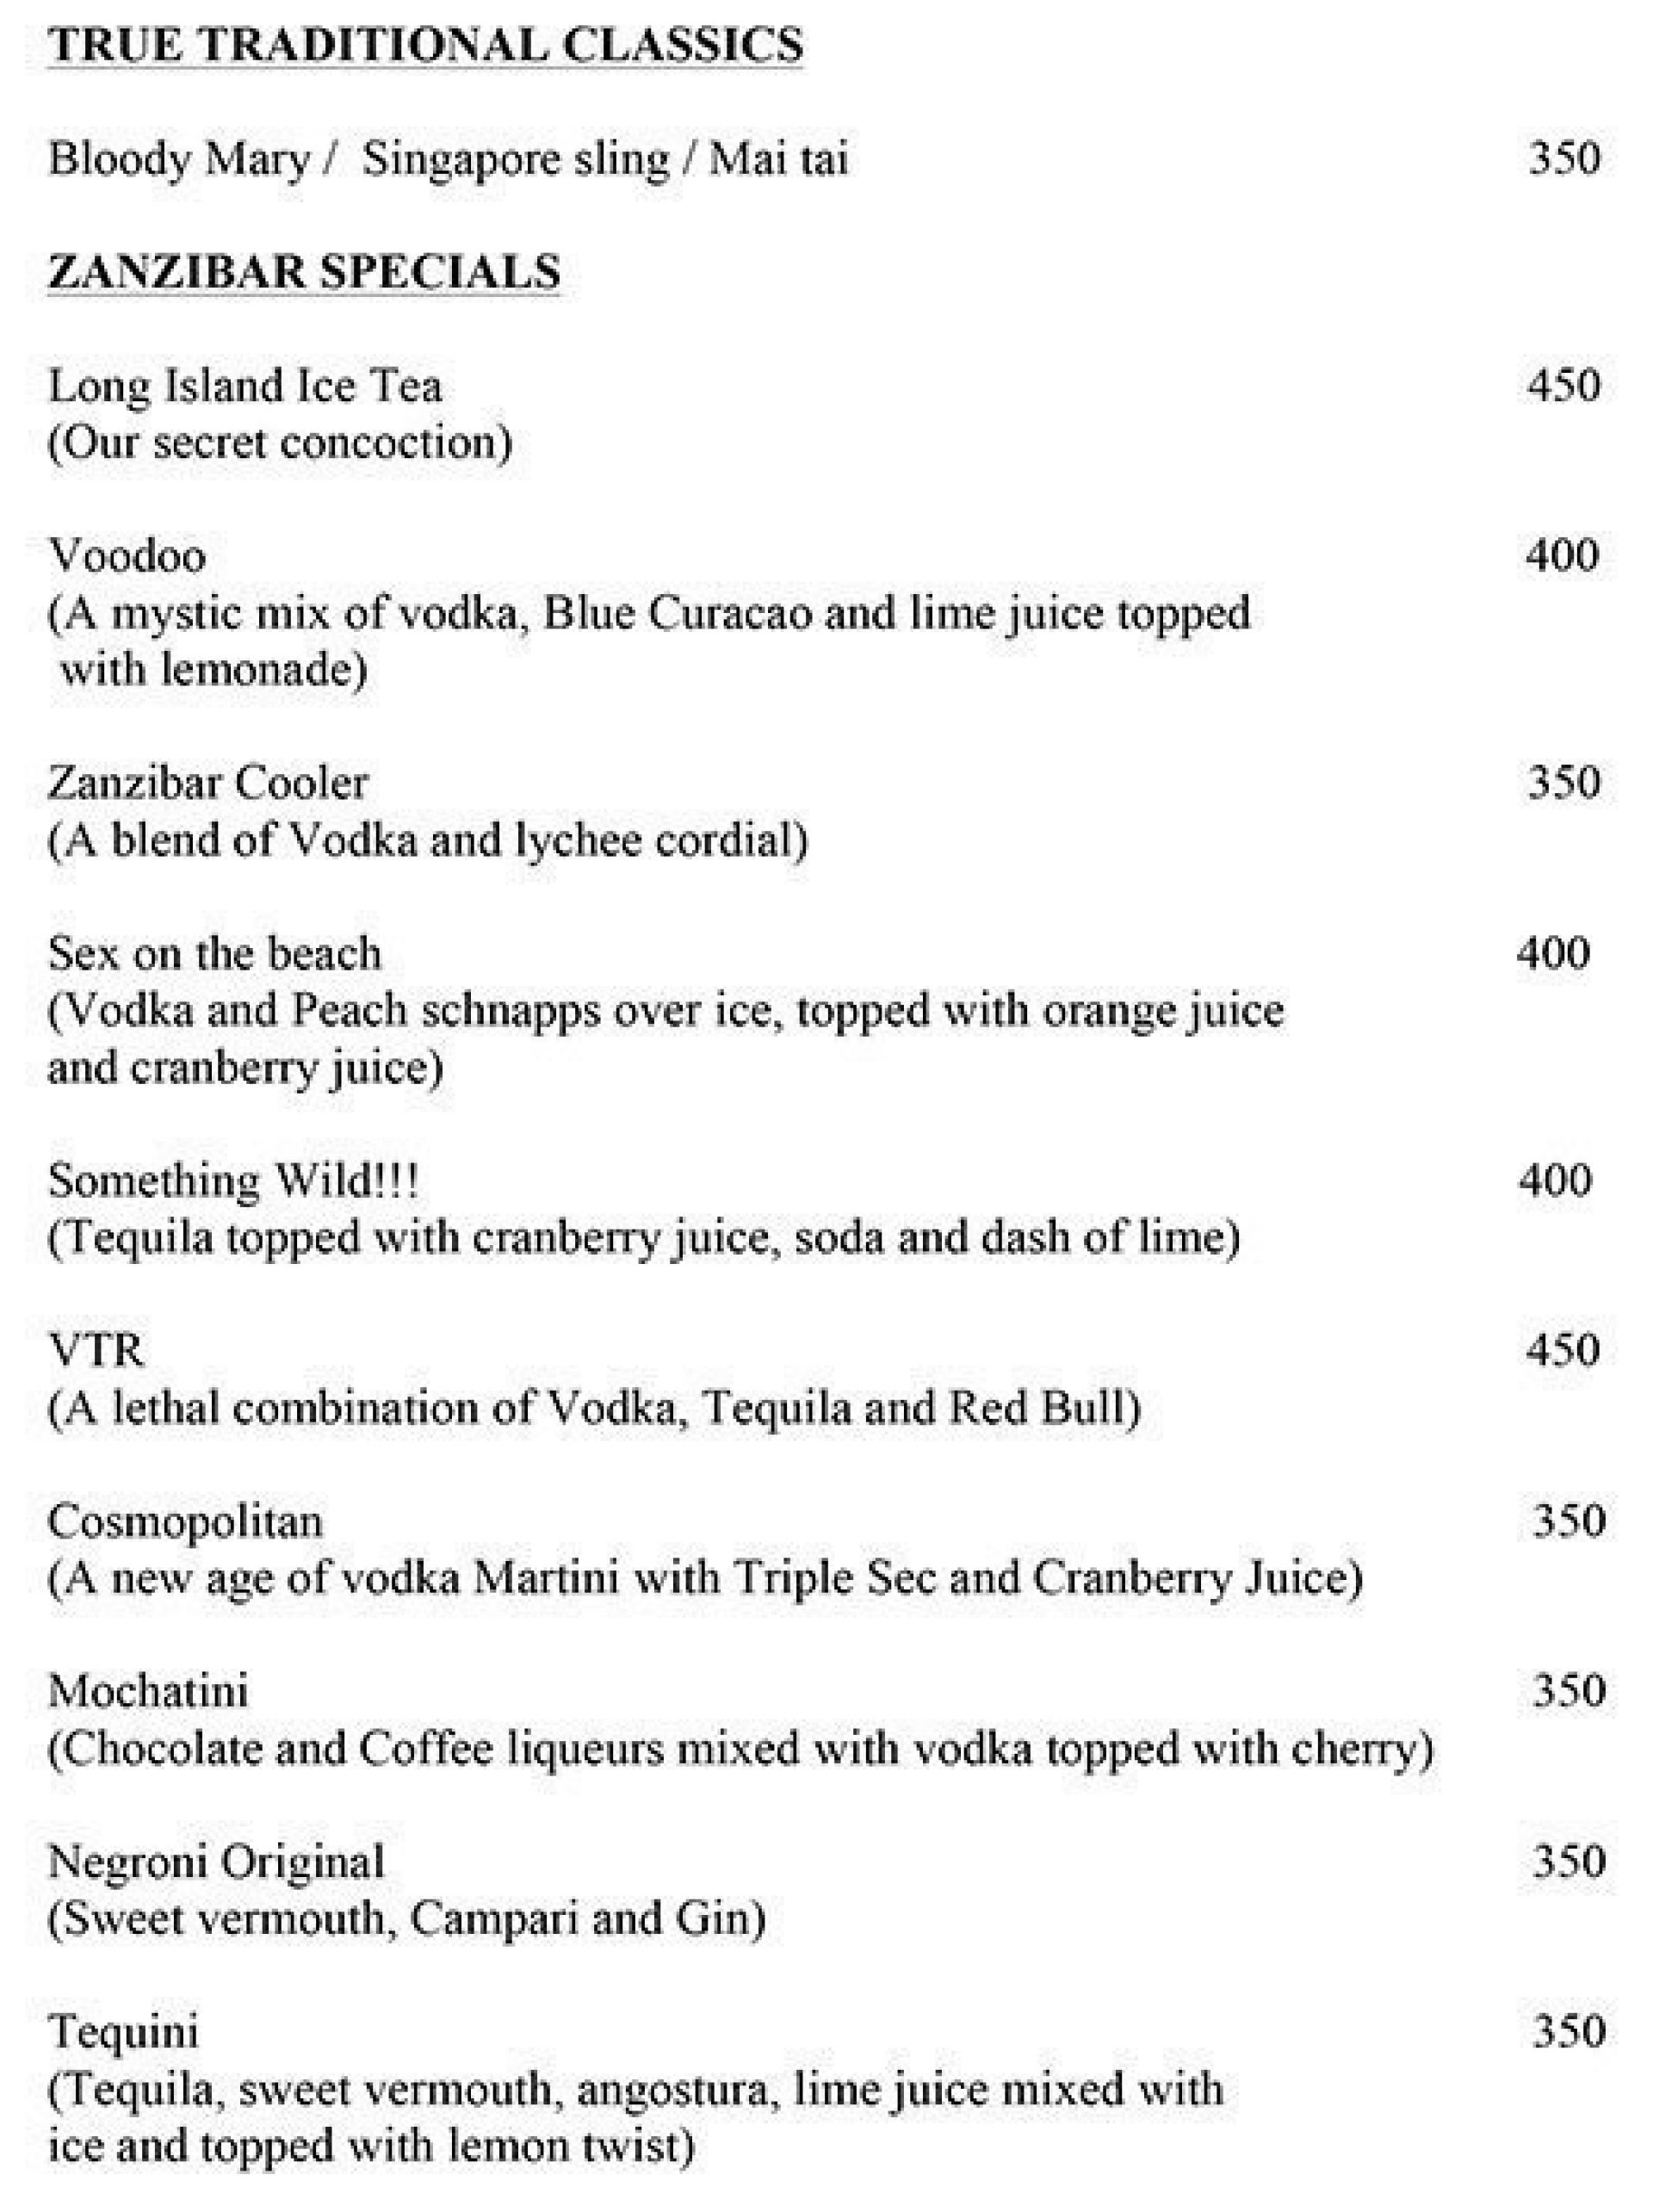 TRUE TRADITIONAL CLASSICS
Bloody Mary / Singapore sling / Mai tai 350
ZANZIBAR SPECIALS
Long Island Ice Tea 450
(Our secret concoction)
Voodoo 400
(A mystic mix of vodka, Blue Curacao and lime juice topped
with lemonade)
Zanzibar Cooler 350
(A blend of Vodka and lychee cordial)
Sex on the beach 400
(Vodka and Peach schnapps over ice, topped with orange juice
and cranberry juice)
Something Wild!!! 400
(Tequila topped with cranberry juice, soda and dash of lime)
VTR 450
(A lethal combination of Vodka, Tequila and Red Bull)
Cosmopolitan 350
(A new age of vodka Martini with Triple Sec and Cranberry Juice)
Mochatini 350
(Chocolate and Coffee liqueurs mixed with vodka topped with cherry)
Negroni Original 350
(Sweet vermouth, Campari and Gin)
Tequini 350
(Tequila, sweet vermouth, angostura, lime juice mixed with
ice and topped with lemon twist)